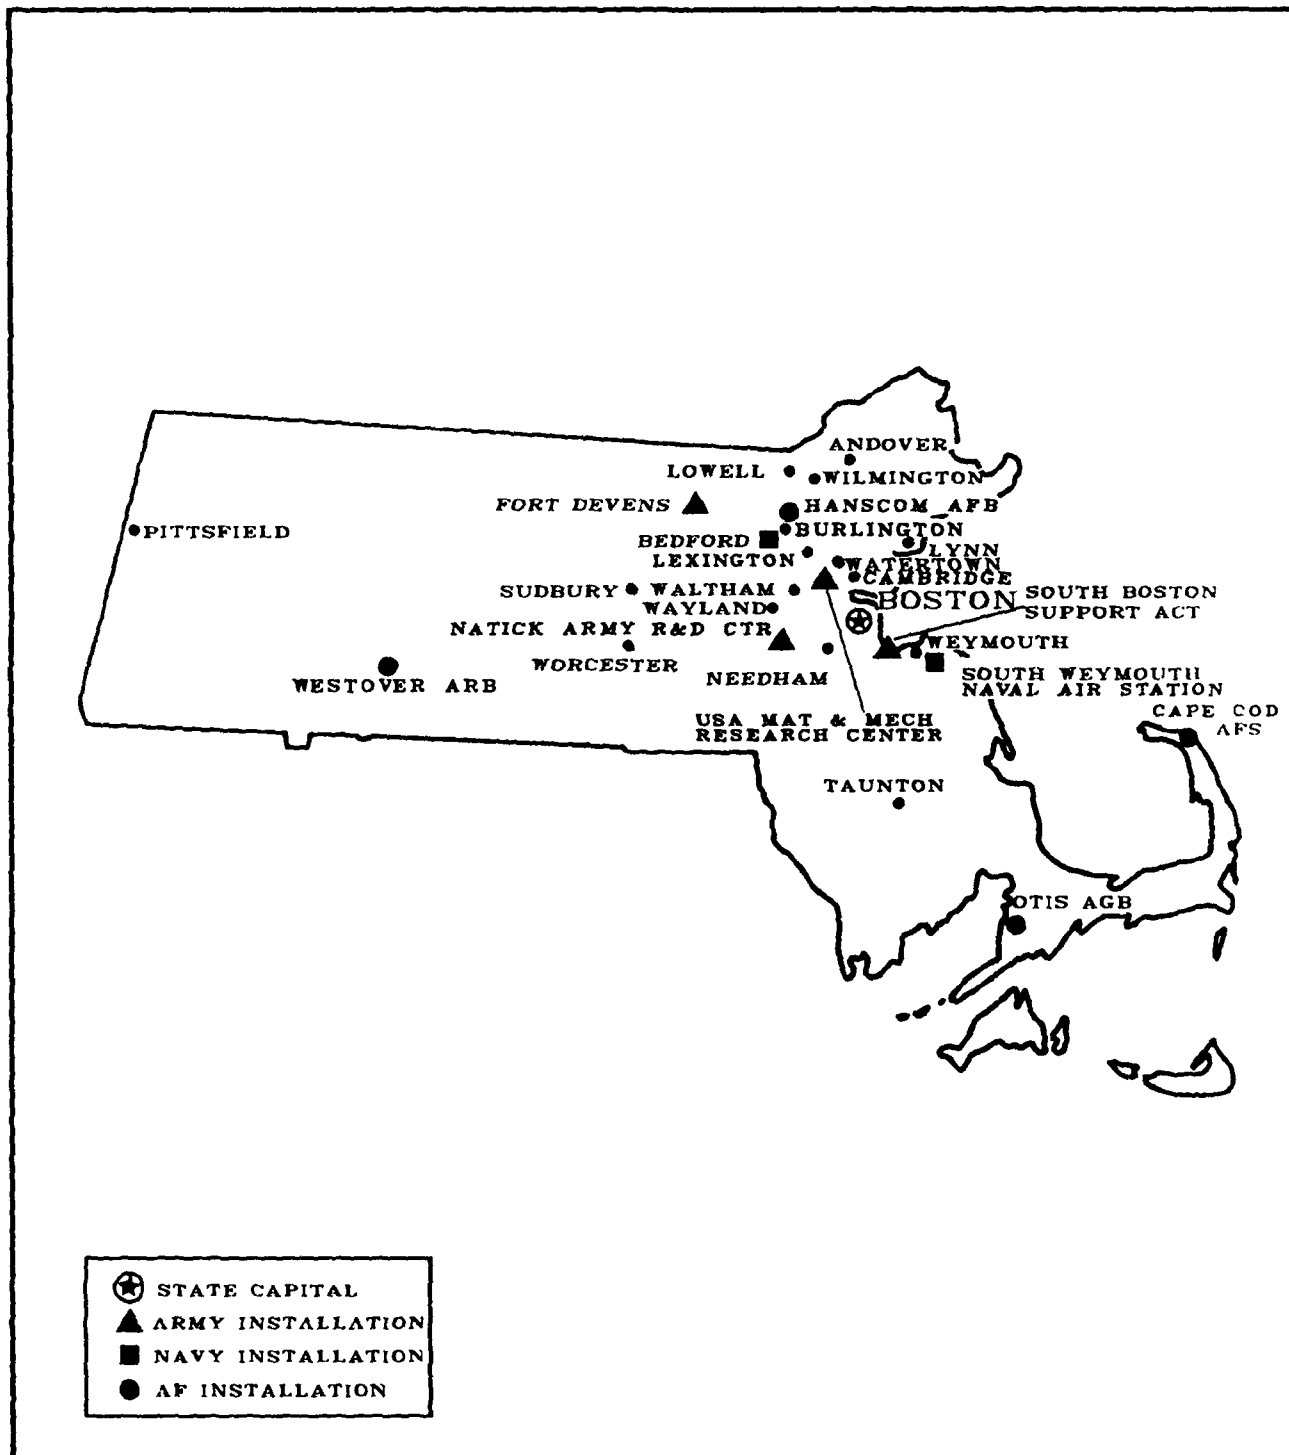 ANDOVER
LOWELL
WILMINGTON
FORT DEVENS
HANSCOM AFB
PITTSFIELD
BURLINGTON
BEDFORD
LYNN
LEXINGTON
WATERTOWN
CAMBRIDGE
SUDBURY
WALTHAM
BOSTON
SOUTH BOSTON
SUPPORT ACT
WAYLAND
NATICK ARMY R&D CTR
WEYMOUTH
WORCESTER
NEEDHAM
WESTOVER ARB
SOUTH WEYMOUTH
NAVAL AIR STATION
USA MAT & MECH
RESEARCH CENTER
CAPE COD
AFS
TAUNTON
OTIS AGB
STATE CAPITAL
ARMY INSTALLATION
NAVY INSTALLATION
AF INSTALLATION